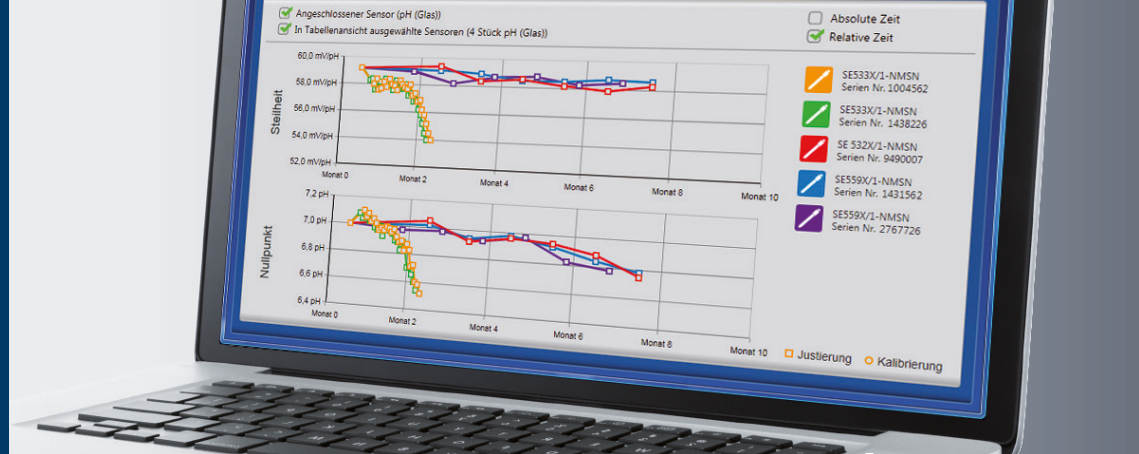 Angeschlossener Sensor (pH (Glas))
In Tabellenansicht ausgewählte Sensoren (4 Stück pH (Glas))
Absolute Zeit
Relative Zeit
Steilheit
60,0 mV/pH
58,0 mV/pH
56,0 mV/pH
54,0 mV/pH
52,0 mV/pH
Monat 0
Monat 2
Monat 4
Monat 6
Monat 8
Monat 10
Nullpunkt
7,2 pH
7,0 pH
6,8 pH
6,6 pH
6,4 pH
Monat 0
Monat 2
Monat 4
Monat 6
Monat 8
Monat 10
SE533X/1-NMSN
Serien Nr. 1004562
SE533X/1-NMSN
Serien Nr. 1438226
SE 532X/1-NMSN
Serien Nr. 9490007
SE559X/1-NMSN
Serien Nr. 1431562
SE559X/1-NMSN
Serien Nr. 2767726
Justierung
Kalibrierung